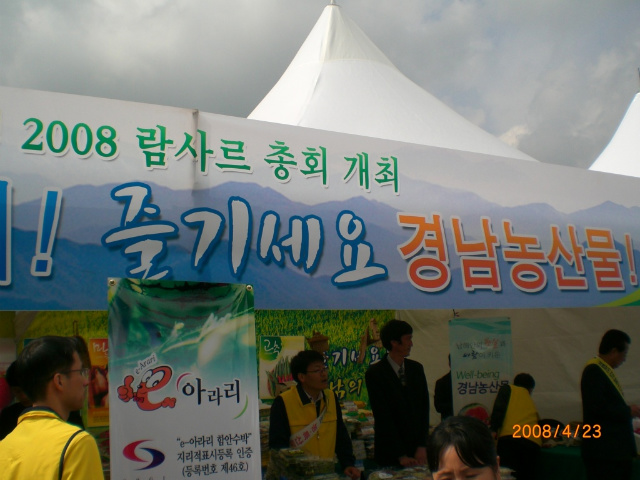 2008 람사르 총회 개최
! 즐기세요 경남농산물!
e아라리
"e-아라리 함안수박"
지리적표시등록 인증
(등록번호 제46호)
Well-being
경남농산물
2008/4/23